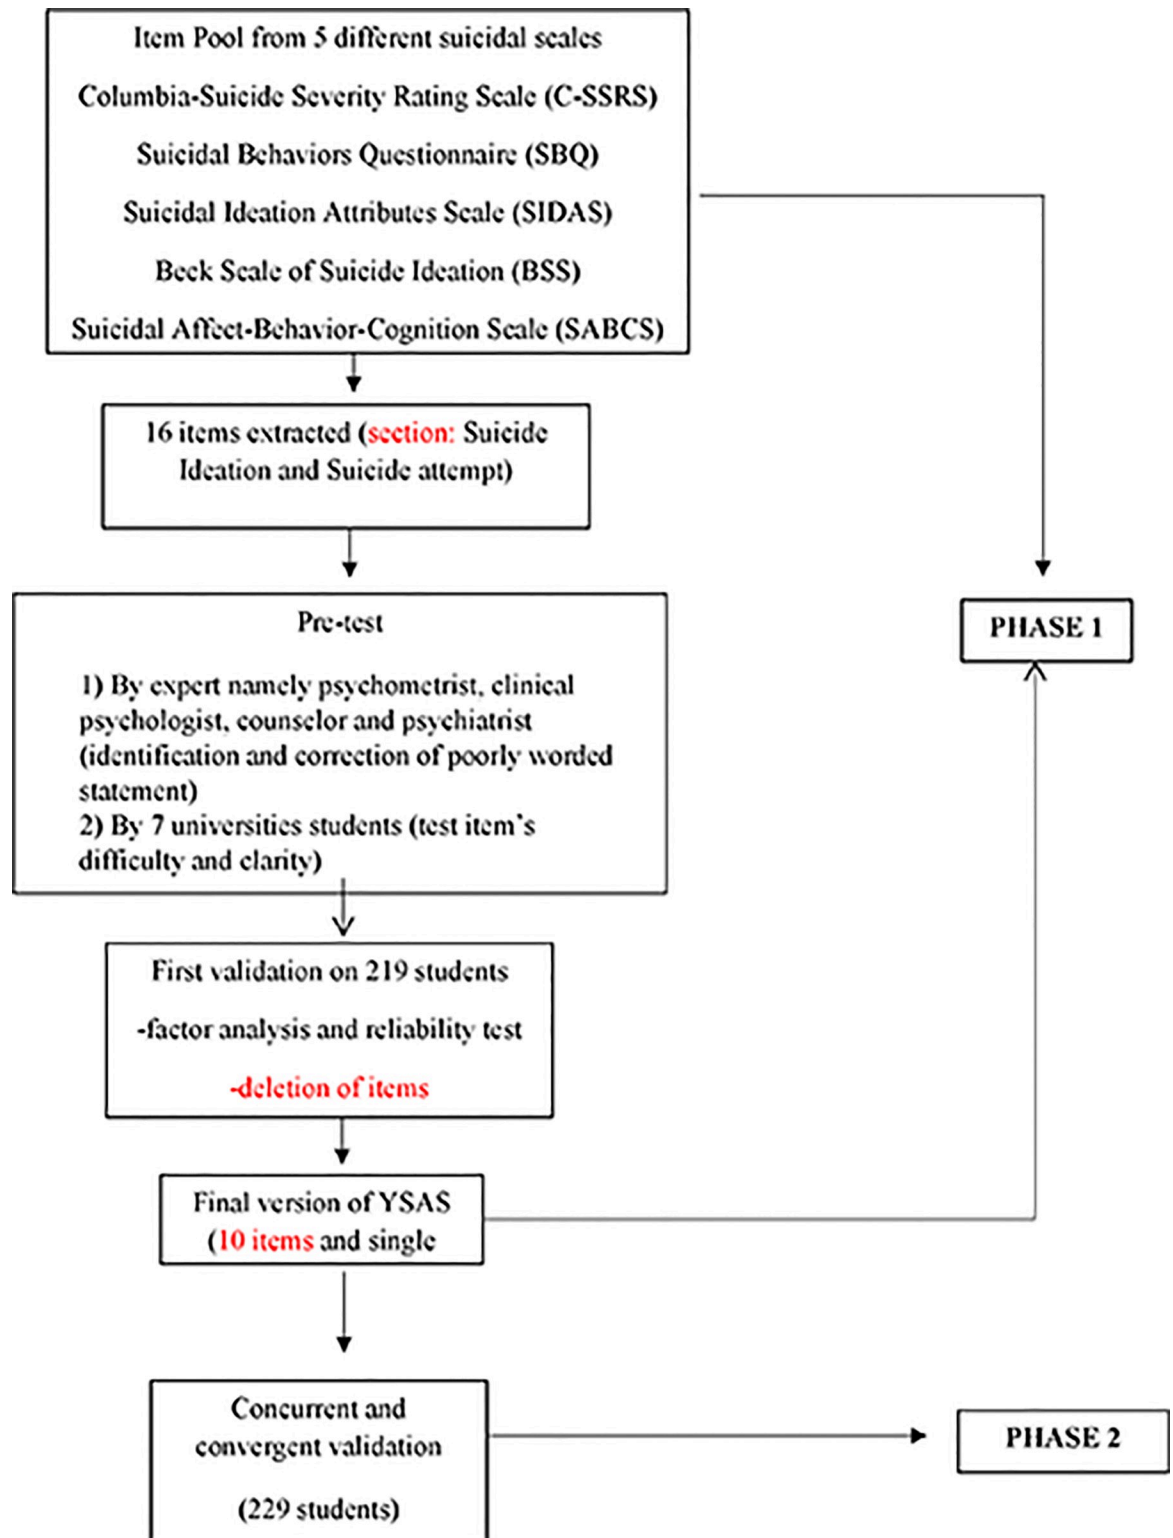 Item Pool from 5 different suicidal scales
Columbia-Suicide Severity Rating Scale (C-SSRS)
Suicidal Behaviors Questionnaire (SBQ)
Suicidal Ideation Attributes Scale (SIDAS)
Beck Scale of Suicide Ideation (BSS)
Suicidal Affect-Behavior-Cognition Scale (SABCS)
16 items extracted (section: Suicide
Ideation and Suicide attempt)
Pre-test
1) By expert namely psychometrist, clinical
psychologist, counselor and psychiatrist
(identification and correction of poorly worded
statement)
2) By 7 universities students (test item's
difficulty and clarity)
PHASE 1
First validation on 219 students
-factor analysis and reliability test
-deletion of items
Final version of YSAS
(10 items and single
Concurrent and
convergent validation
(229 students)
PHASE 2